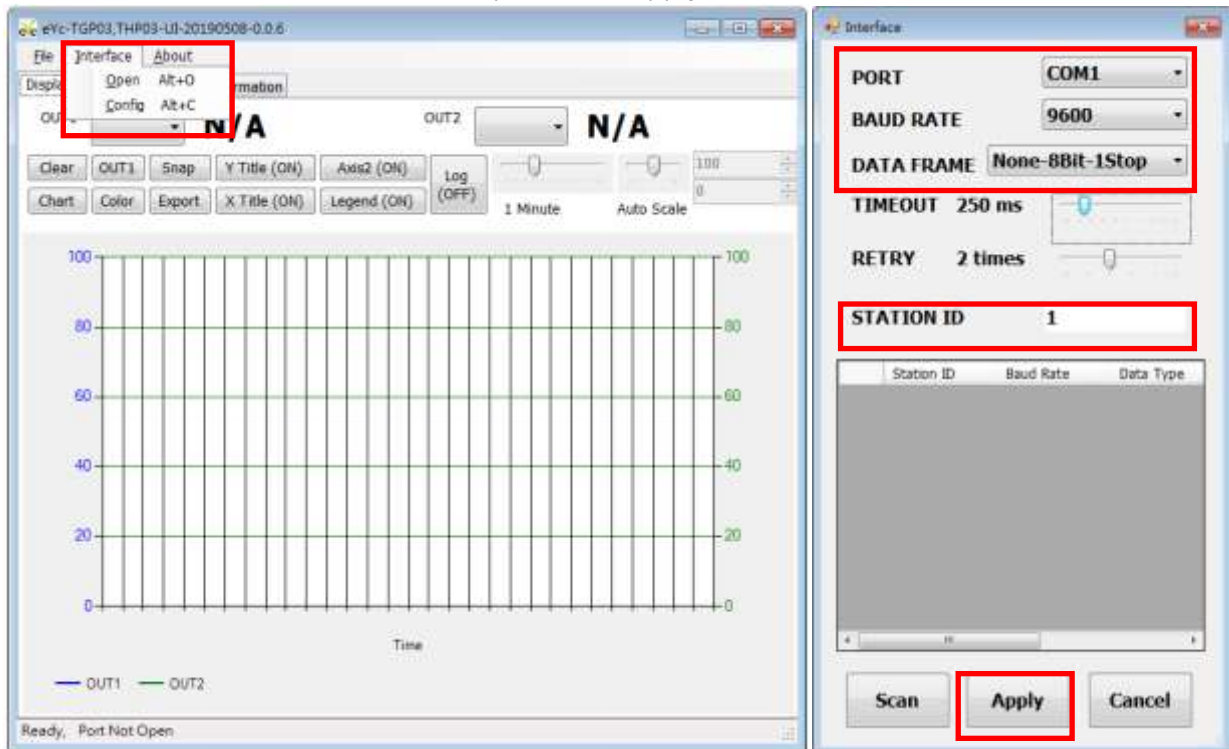 eYc-TGP03,THP03-UI-20190508-0.0.6
File Interface About
Open Alt+O
Config Alt+C
OUT2
N/A
N/A
Clear OUT1 Snap Y Title (ON) Axis2 (ON) Log (OFF)
Chart Color Export X Title (ON) Legend (ON)
1 Minute Auto Scale
100
0
100 100
80 80
60 60
40 40
20 20
0 0
Time
OUT1 OUT2
Ready, Port Not Open
Interface
PORT COM1
BAUD RATE 9600
DATA FRAME None-8Bit-1Stop
TIMEOUT 250 ms
RETRY 2 times
STATION ID 1
Station ID Baud Rate Data Type
Scan Apply Cancel